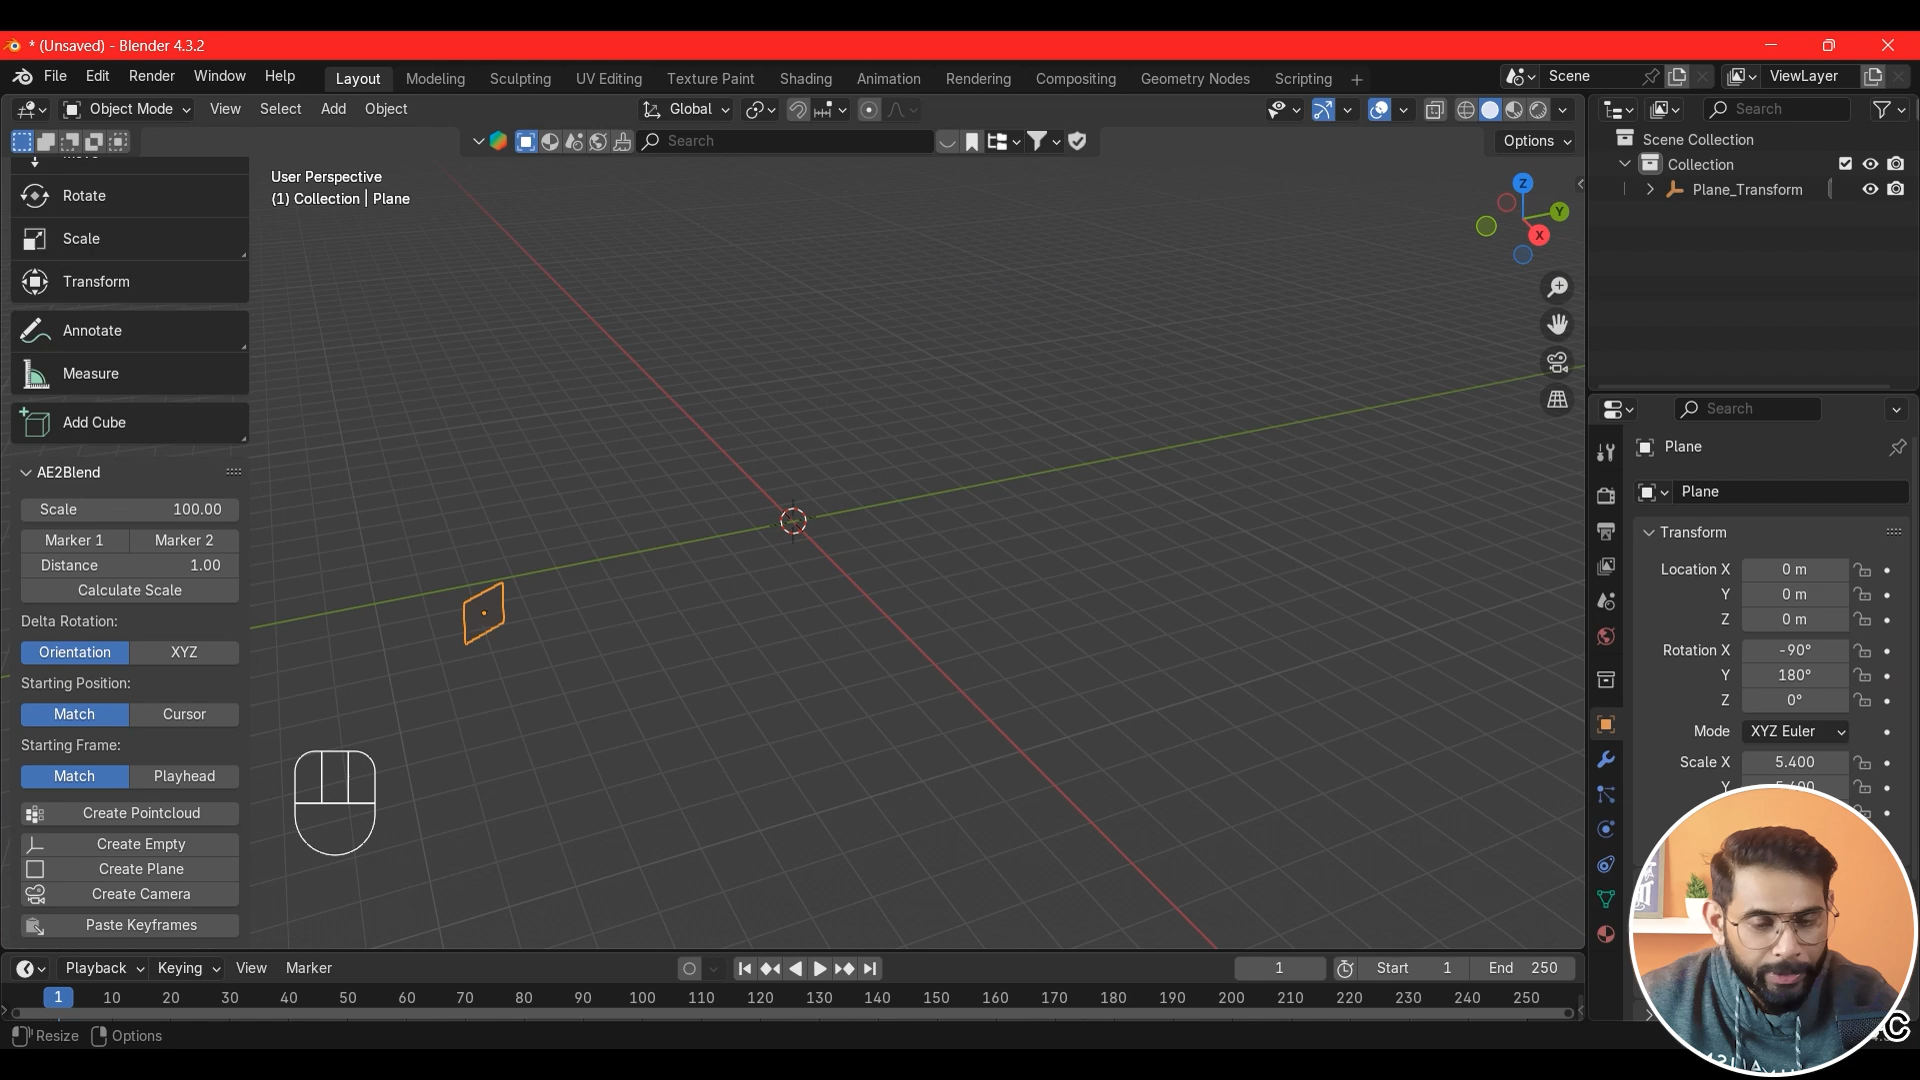 * (Unsaved) - Blender 4.3.2
File Edit Render Window Help
Layout Modeling Sculpting UV Editing Texture Paint Shading Animation Rendering Compositing Geometry Nodes Scripting +
Scene
ViewLayer
Object Mode View Select Add Object
Global
Search
Search
Options
Scene Collection
Collection
Plane_Transform
User Perspective
(1) Collection | Plane
Z
Y
X
Move
Rotate
Scale
Transform
Annotate
Measure
Add Cube
AE2Blend
Scale 100.00
Marker 1 Marker 2
Distance 1.00
Calculate Scale
Delta Rotation:
Orientation XYZ
Starting Position:
Match Cursor
Starting Frame:
Match Playhead
Create Pointcloud
Create Empty
Create Plane
Create Camera
Paste Keyframes
Search
Plane
Plane
Transform
Location X 0 m
Y 0 m
Z 0 m
Rotation X -90°
Y 180°
Z 0°
Mode XYZ Euler
Scale X 5.400
Y 5.400
Playback Keying View Marker
1
Start 1
End 250
1 10 20 30 40 50 60 70 80 90 100 110 120 130 140 150 160 170 180 190 200 210 220 230 240 250
Resize Options